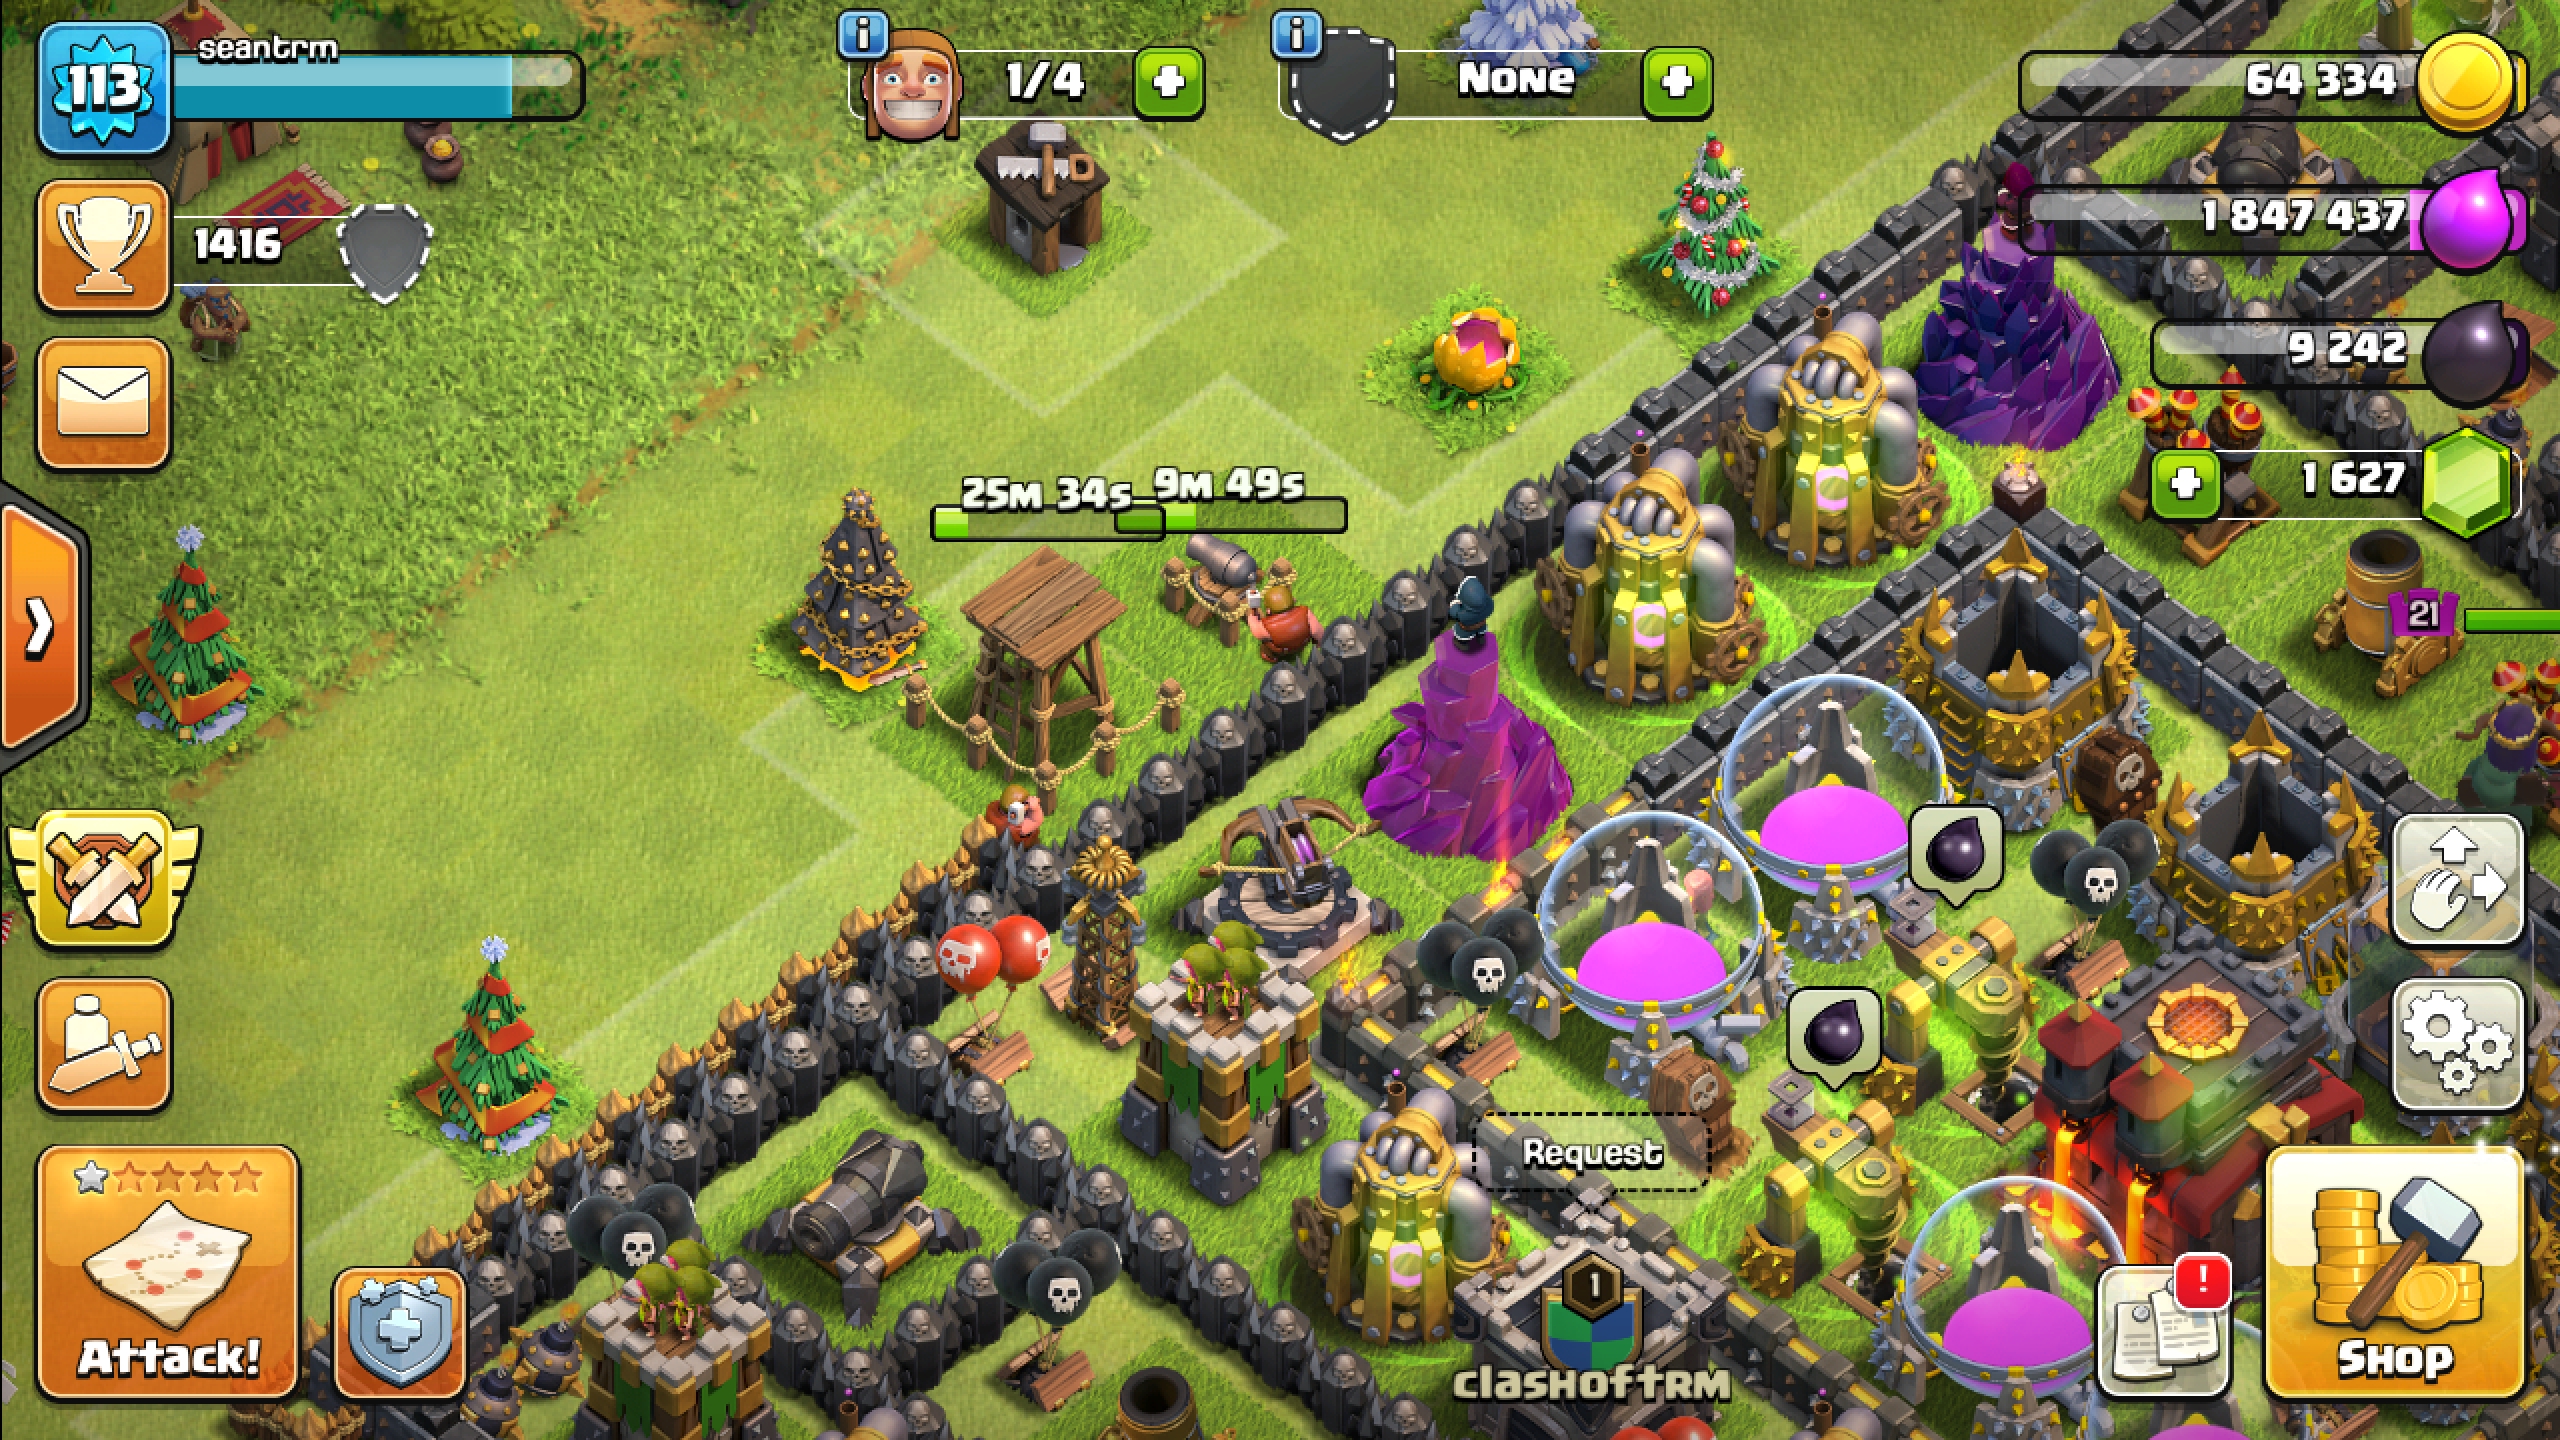 113
seantrm
1/4
None
64 334
1416
1 847 437
9 242
1 627
25m 34s
9m 49s
21
Request
1
clashoftrm
!
Attack!
Shop